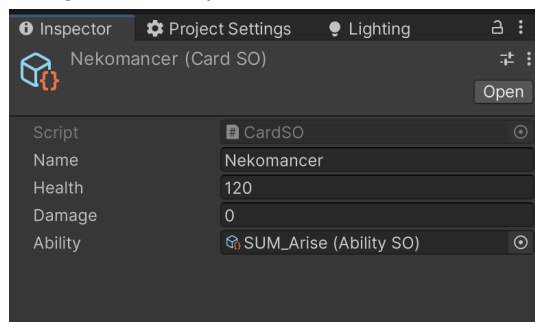 Inspector Project Settings Lighting
Nekomancer (Card SO)
Open
Script CardSO
Name Nekomancer
Health 120
Damage 0
Ability SUM_Arise (Ability SO)